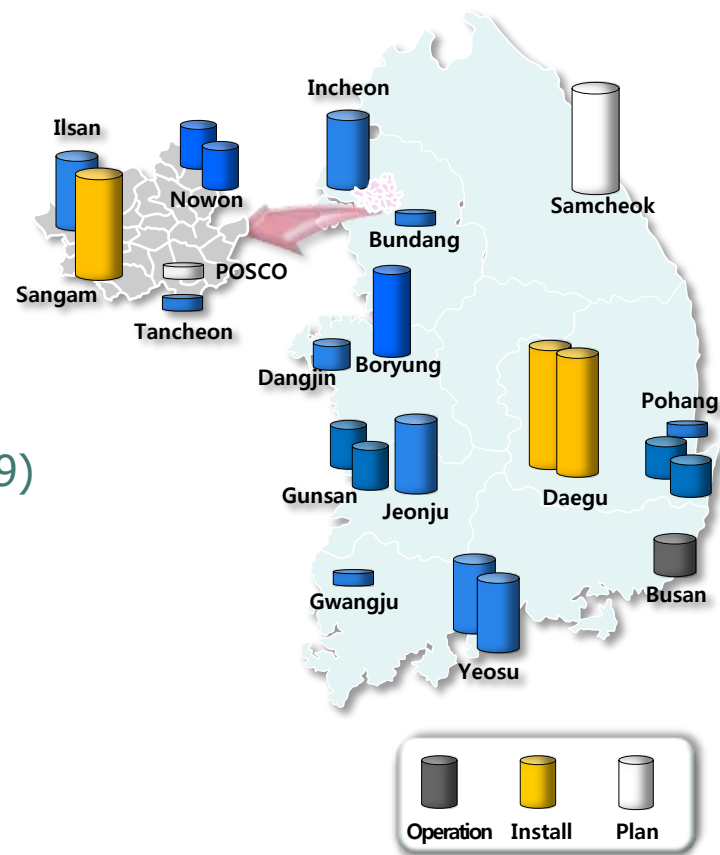 Incheon
Ilsan
Nowon
Samcheok
Bundang
POSCO
Sangam
Tancheon
Dangjin
Boryung
Pohang
9)
Gunsan
Jeonju
Daegu
Gwangju
Busan
Yeosu
Operation Install Plan